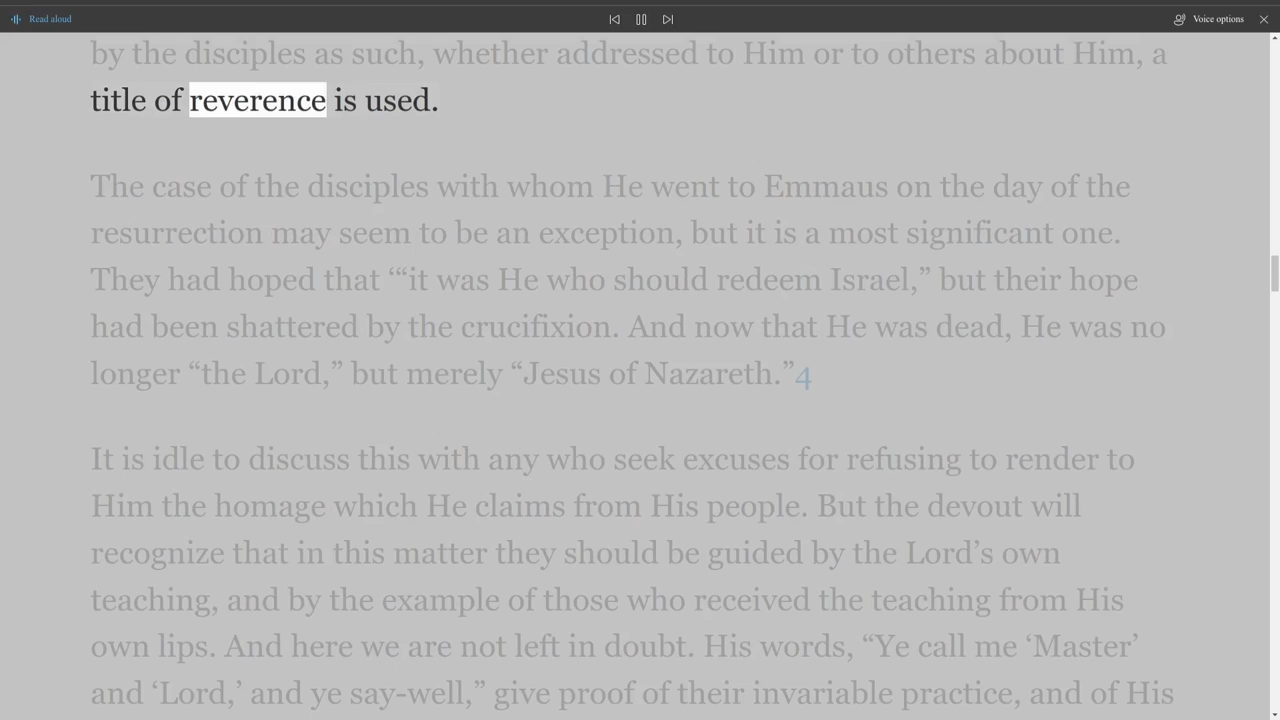 Read aloud
Voice options
by the disciples as such, whether addressed to Him or to others about Him, a
title of reverence is used.
The case of the disciples with whom He went to Emmaus on the day of the
resurrection may seem to be an exception, but it is a most significant one.
They had hoped that ‘“it was He who should redeem Israel,” but their hope
had been shattered by the crucifixion. And now that He was dead, He was no
longer “the Lord,” but merely “Jesus of Nazareth.”4
It is idle to discuss this with any who seek excuses for refusing to render to
Him the homage which He claims from His people. But the devout will
recognize that in this matter they should be guided by the Lord’s own
teaching, and by the example of those who received the teaching from His
own lips. And here we are not left in doubt. His words, “Ye call me ‘Master’
and ‘Lord,’ and ye say-well,” give proof of their invariable practice, and of His